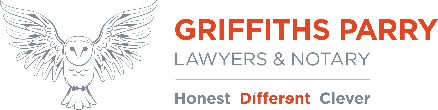 GRIFFITHS PARRY
LAWYERS & NOTARY
Honest Different Clever